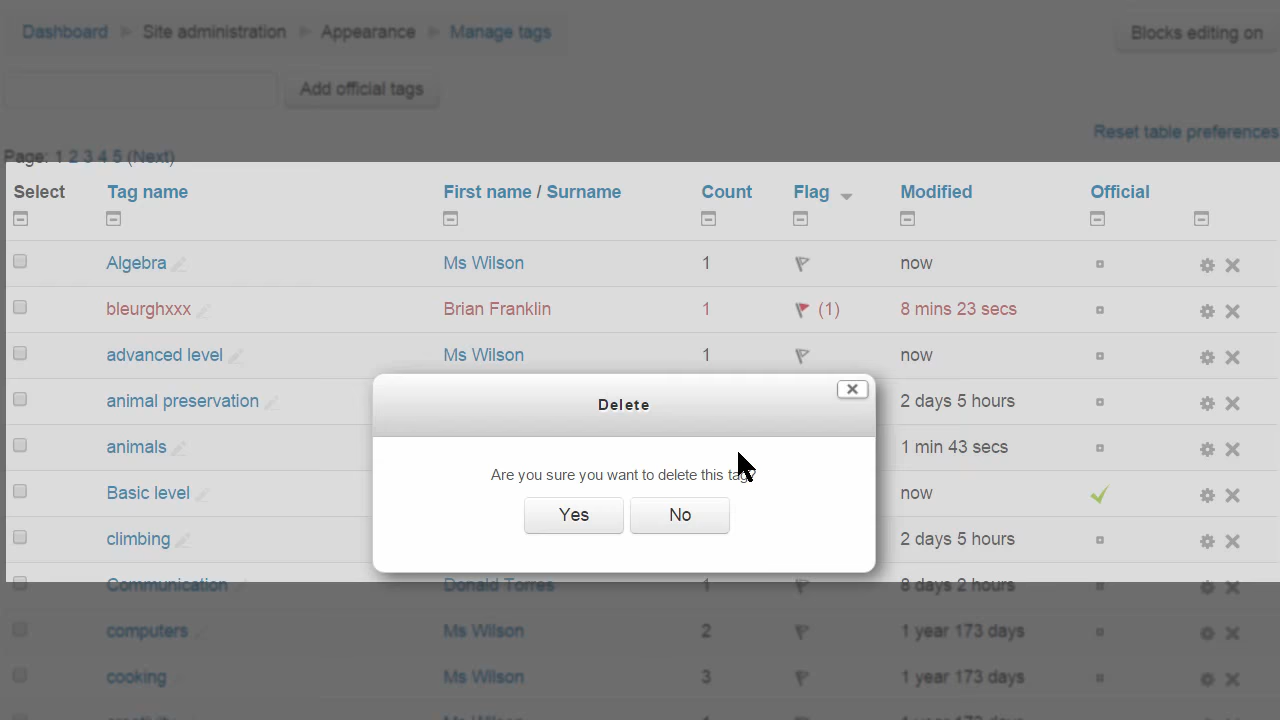 Dashboard Site administration Appearance Manage tags Blocks editing on
Add official tags
Reset table preferences
Page: 1 2 3 4 5 (Next)
Select Tag name First name / Surname Count Flag Modified Official
Algebra Ms Wilson 1 now
bleurghxxx Brian Franklin 1 (1) 8 mins 23 secs
advanced level Ms Wilson 1 now
animal preservation 2 days 5 hours
animals 1 min 43 secs
Basic level now
climbing 2 days 5 hours
Delete
Are you sure you want to delete this tag?
Yes No
Communication Donald Torres 1 8 days 2 hours
computers Ms Wilson 2 1 year 173 days
cooking Ms Wilson 3 1 year 173 days